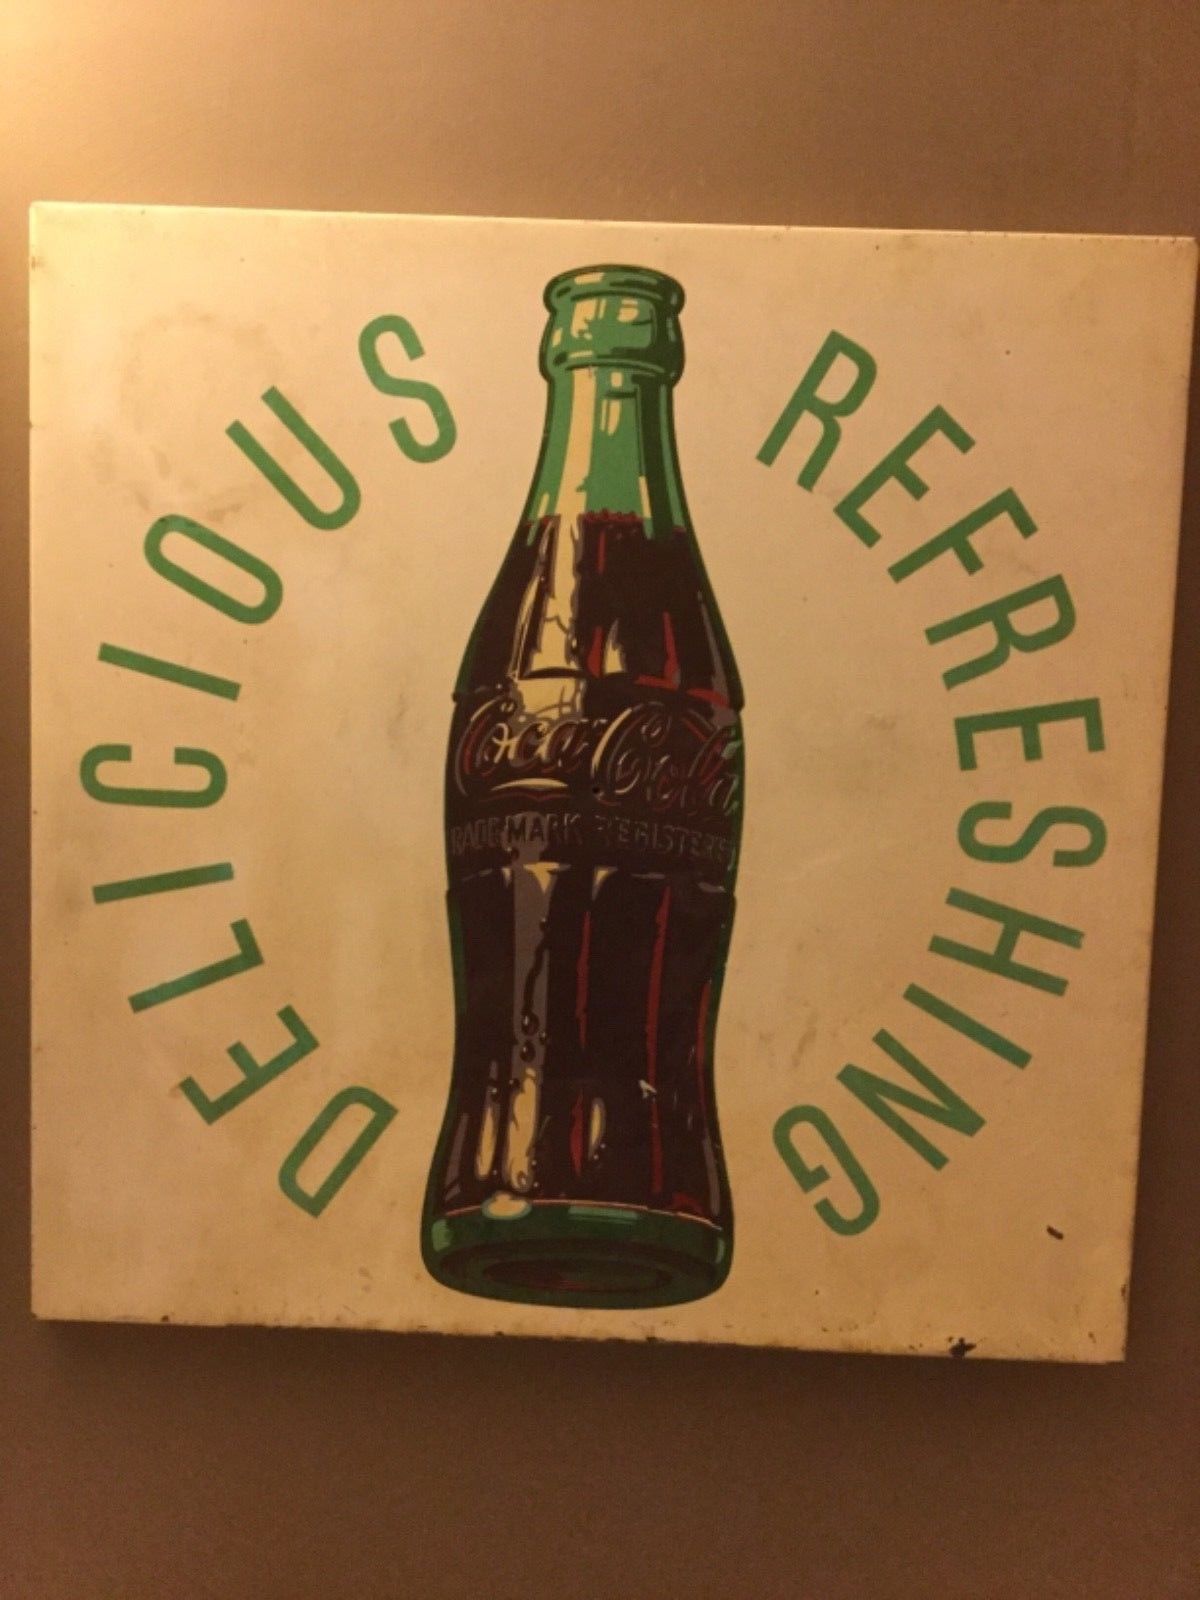 DELICIOUS
REFRESHING
Coca-Cola
TRADE MARK REGISTERED